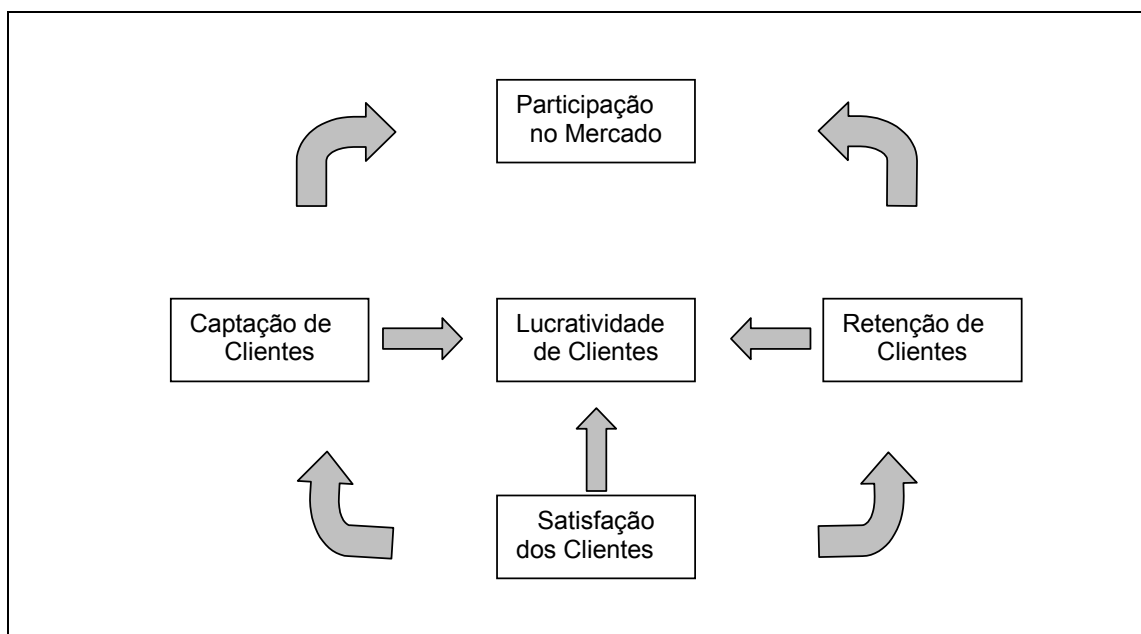 Participação
no Mercado
Captação de
Clientes
Lucratividade
de Clientes
Retenção de
Clientes
Satisfação
dos Clientes